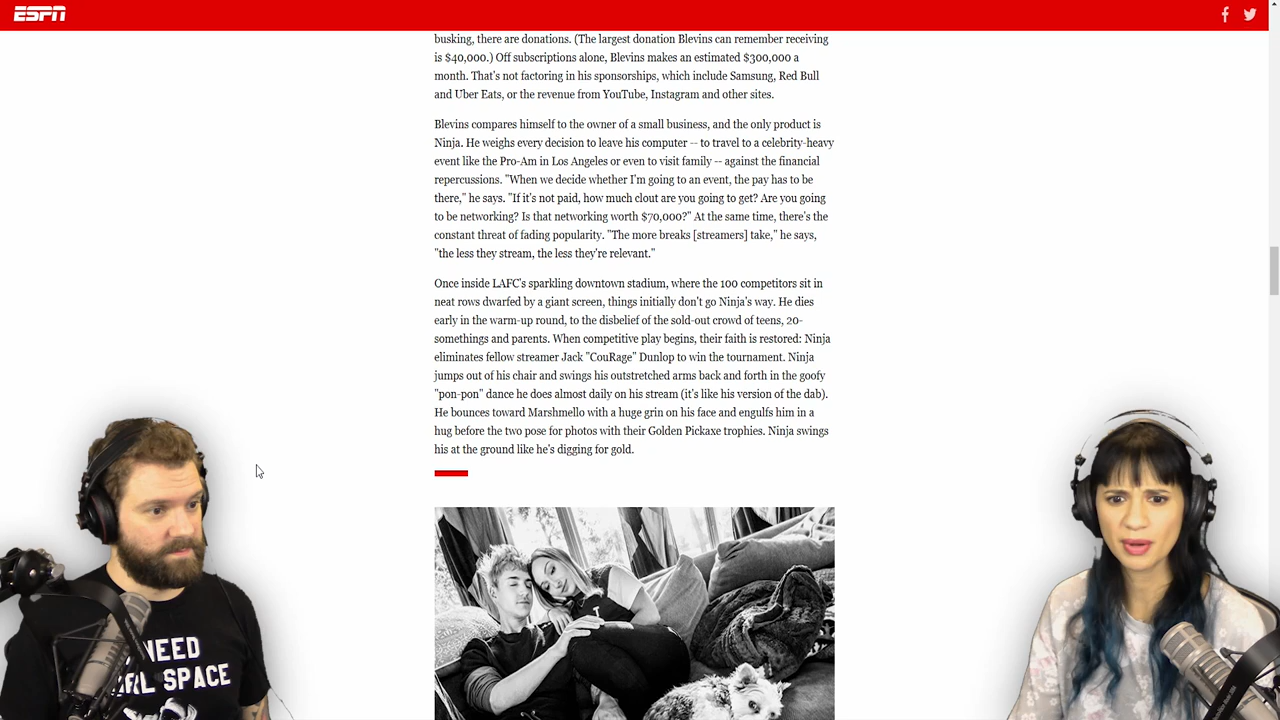 ESPN
busking, there are donations. (The largest donation Blevins can remember receiving
is $40,000.) Off subscriptions alone, Blevins makes an estimated $300,000 a
month. That's not factoring in his sponsorships, which include Samsung, Red Bull
and Uber Eats, or the revenue from YouTube, Instagram and other sites.
Blevins compares himself to the owner of a small business, and the only product is
Ninja. He weighs every decision to leave his computer -- to travel to a celebrity-heavy
event like the Pro-Am in Los Angeles or even to visit family -- against the financial
repercussions. "When we decide whether I'm going to an event, the pay has to be
there," he says. "If it's not paid, how much clout are you going to get? Are you going
to be networking? Is that networking worth $70,000?" At the same time, there's the
constant threat of fading popularity. "The more breaks [streamers] take," he says,
"the less they stream, the less they're relevant."
Once inside LAFC's sparkling downtown stadium, where the 100 competitors sit in
neat rows dwarfed by a giant screen, things initially don't go Ninja's way. He dies
early in the warm-up round, to the disbelief of the sold-out crowd of teens, 20-
somethings and parents. When competitive play begins, their faith is restored: Ninja
eliminates fellow streamer Jack "CouRage" Dunlop to win the tournament. Ninja
jumps out of his chair and swings his outstretched arms back and forth in the goofy
"pon-pon" dance he does almost daily on his stream (it's like his version of the dab).
He bounces toward Marshmello with a huge grin on his face and engulfs him in a
hug before the two pose for photos with their Golden Pickaxe trophies. Ninja swings
his at the ground like he's digging for gold.
NEED
RL SPACE